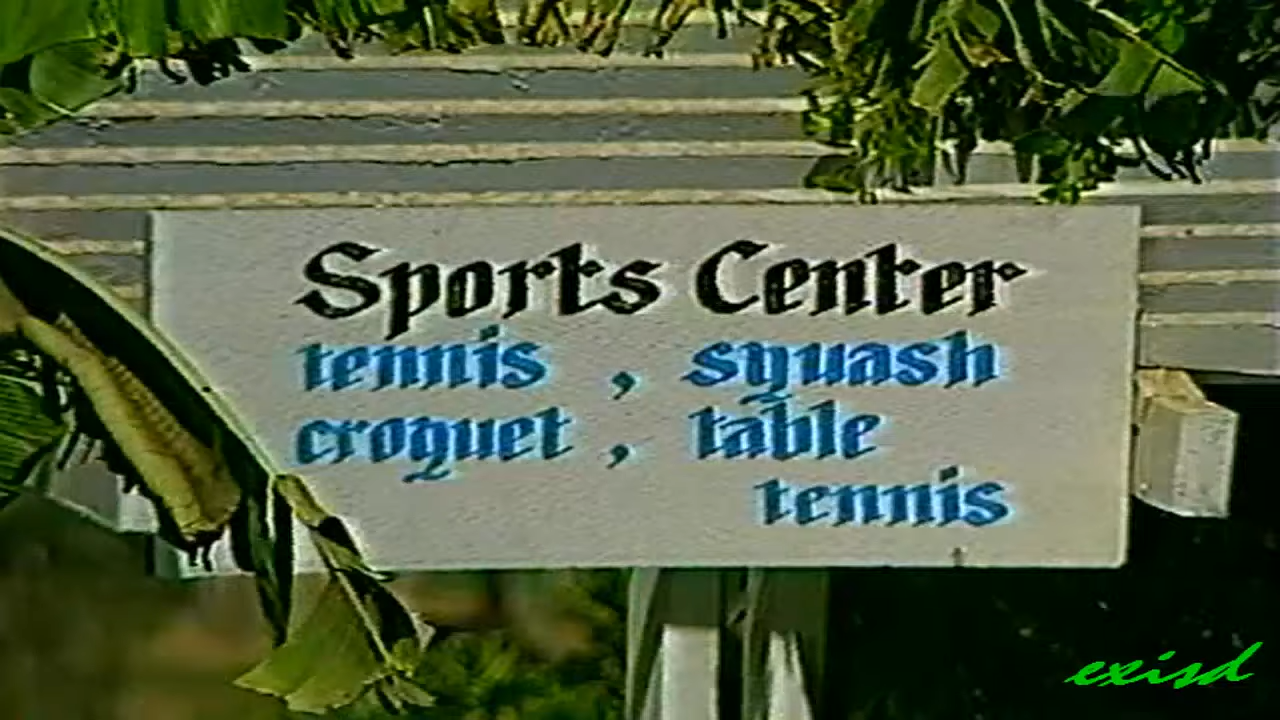 Sports Center
tennis , squash
croquet , table
tennis
exisd